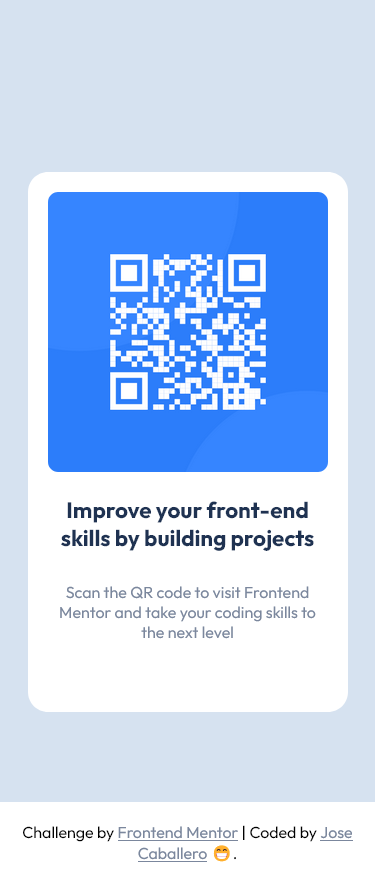 Improve your front-end
skills by building projects
Scan the QR code to visit Frontend
Mentor and take your coding skills to
the next level
Challenge by Frontend Mentor | Coded by Jose
Caballero 😁.